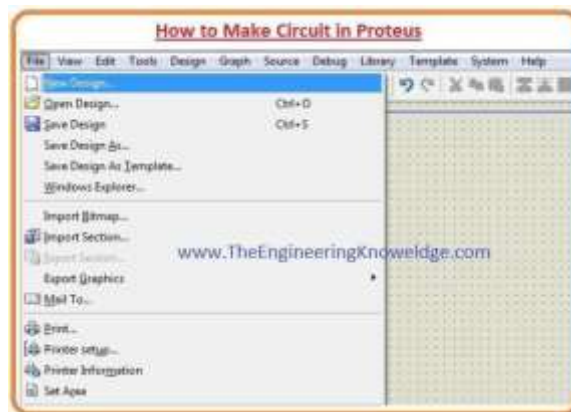 How to Make Circuit in Proteus
File View Edit Tools Design Graph Source Debug Library Template System Help
New Design...
Open Design... Ctrl+O
Save Design Ctrl+S
Save Design As...
Save Design As Template...
Windows Explorer...
Import Bitmap...
Import Section...
www.TheEngineeringKnoweldge.com
Export Section...
Export Graphics
Mail To...
Print...
Printer setup...
Printer Information
Set Area